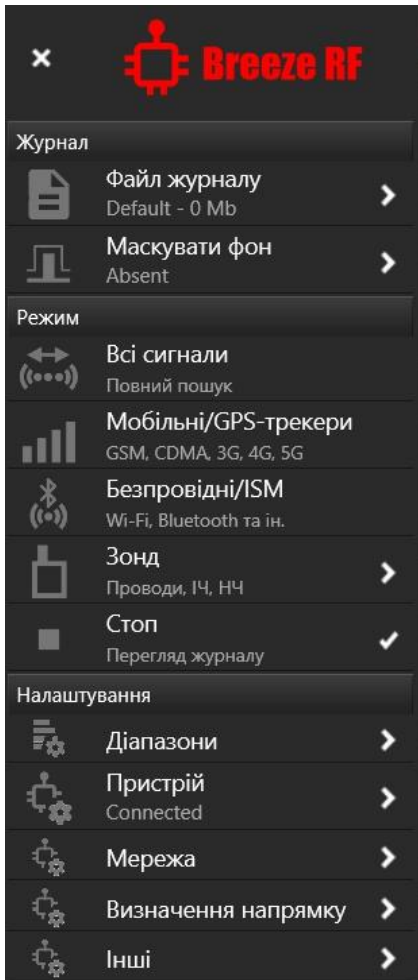 Breeze RF
Журнал
Файл журналу
Default - 0 Mb
Маскувати фон
Absent
Режим
Всі сигнали
Повний пошук
Мобільні/GPS-трекери
GSM, CDMA, 3G, 4G, 5G
Безпровідні/ISM
Wi-Fi, Bluetooth та ін.
Зонд
Проводи, ІЧ, НЧ
Стоп
Перегляд журналу
Налаштування
Діапазони
Пристрій
Connected
Мережа
Визначення напрямку
Інші